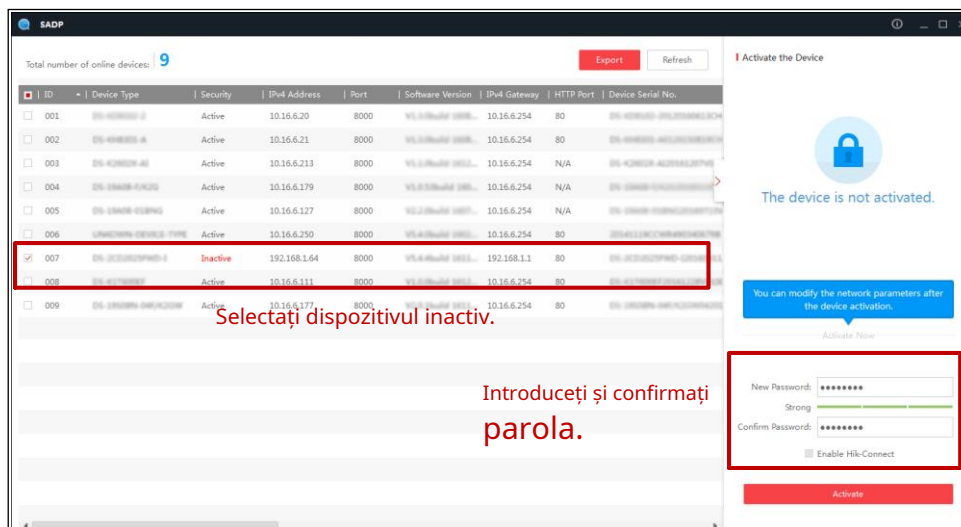 SADP
Total number of online devices: 9
Export
Refresh
ID | Device Type | Security | IPv4 Address | Port | Software Version | IPv4 Gateway | HTTP Port | Device Serial No.
001 Active 10.16.6.20 8000 10.16.6.254 80
002 Active 10.16.6.21 8000 10.16.6.254 80
003 Active 10.16.6.213 8000 10.16.6.254 N/A
004 Active 10.16.6.179 8000 10.16.6.254 N/A
005 Active 10.16.6.127 8000 10.16.6.254 N/A
006 UNKNOWN-DEVICE-TYPE Active 10.16.6.250 8000 10.16.6.254 80
007 Inactive 192.168.1.64 8000 192.168.1.1 80
008 Active 10.16.6.111 8000 10.16.6.254 80
009 Active 10.16.6.177 8000 10.16.6.254 80
Selectați dispozitivul inactiv.
Introduceți și confirmați
parola.
Activate the Device
The device is not activated.
You can modify the network parameters after
the device activation.
Activate Now
New Password: ●●●●●●●●
Strong
Confirm Password: ●●●●●●●●
Enable Hik-Connect
Activate